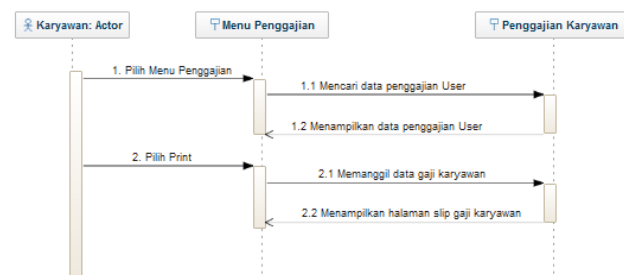 Karyawan: Actor
Menu Penggajian
Penggajian Karyawan
1. Pilih Menu Penggajian
1.1 Mencari data penggajian User
1.2 Menampilkan data penggajian User
2. Pilih Print
2.1 Memanggil data gaji karyawan
2.2 Menampilkan halaman slip gaji karyawan